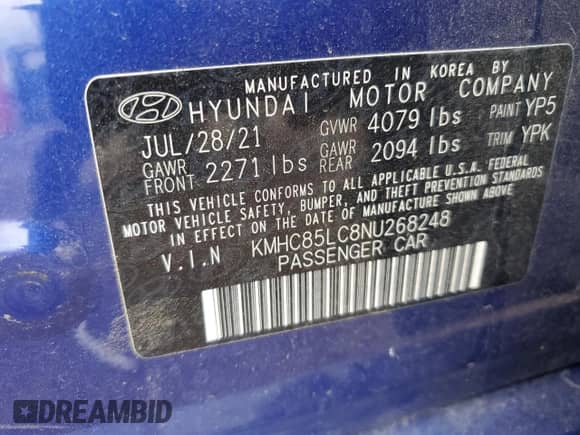 MANUFACTURED IN KOREA BY
HYUNDAI MOTOR COMPANY
JUL/28/21 GVWR 4079 lbs PAINT YP5
GAWR FRONT 2271 lbs GAWR REAR 2094 lbs TRIM YPK
THIS VEHICLE CONFORMS TO ALL APPLICABLE U.S.A. FEDERAL
MOTOR VEHICLE SAFETY, BUMPER, AND THEFT PREVENTION STANDARDS
IN EFFECT ON THE DATE OF MANUFACTURE SHOWN ABOVE.
V.I.N KMHC85LC8NU268248
PASSENGER CAR
DREAMBID